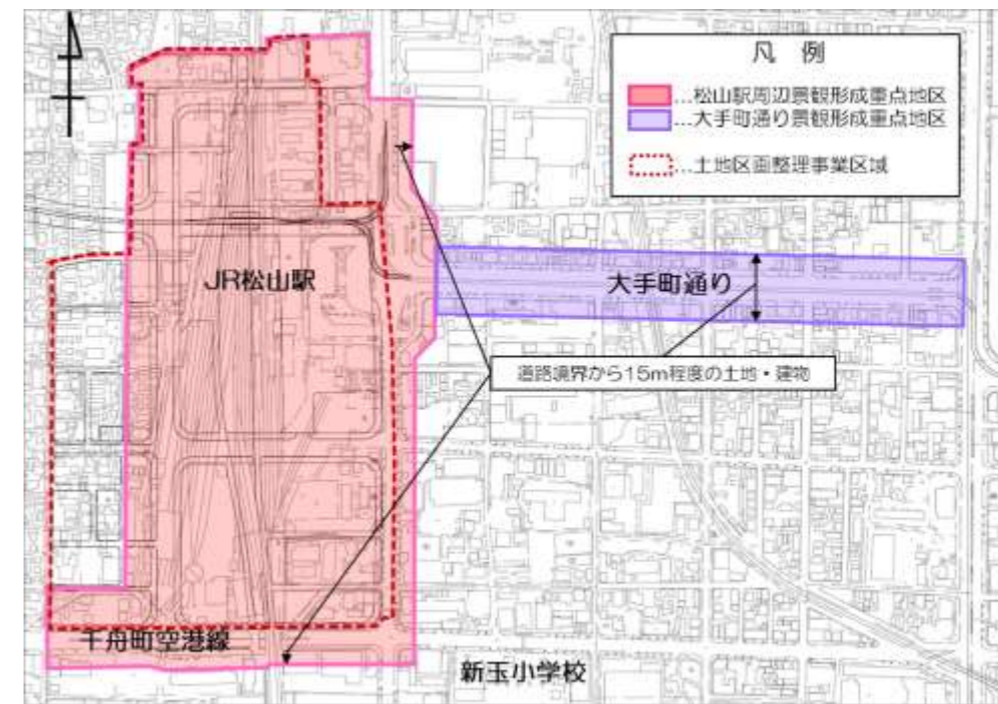 凡 例
…松山駅周辺景観形成重点地区
…大手町通り景観形成重点地区
…土地区画整理事業区域
JR松山駅
大手町通り
道路境界から15m程度の土地・建物
千舟町空港線
新玉小学校